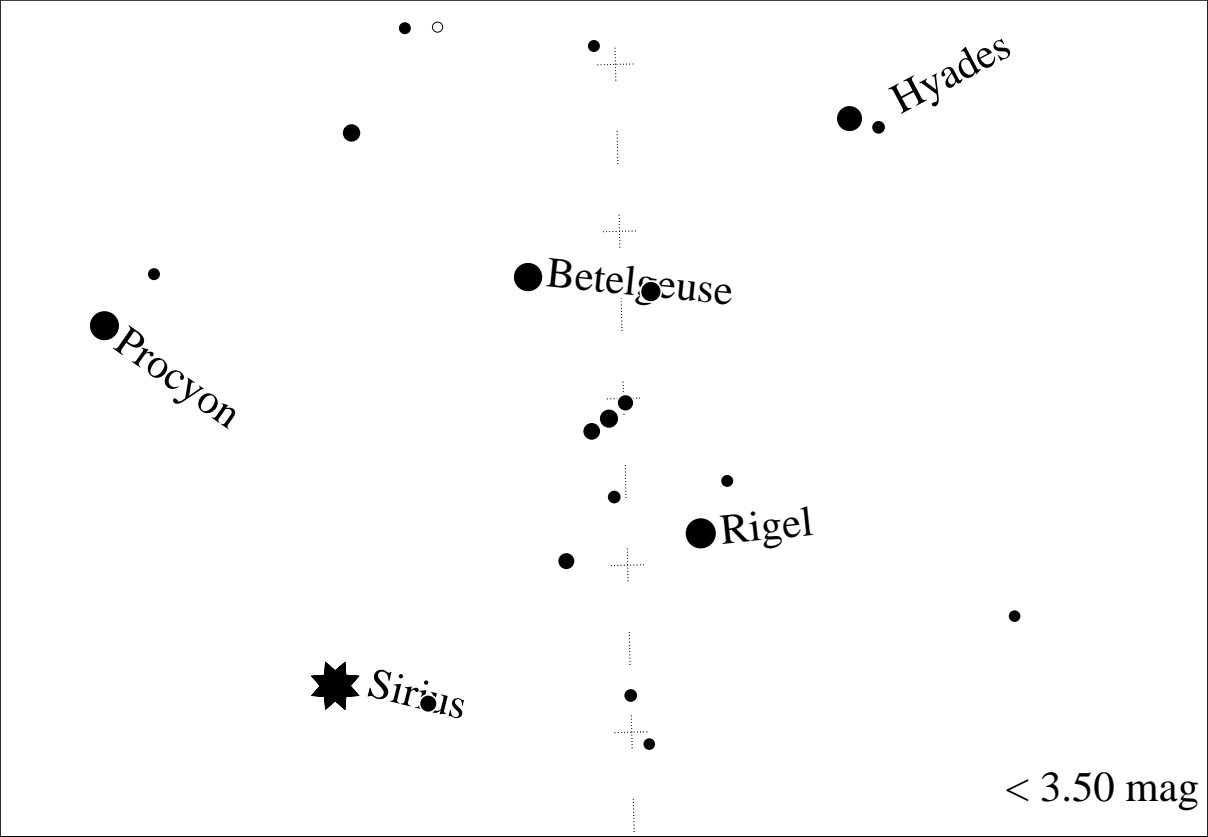 Hyades
Betelgeuse
Procyon
Rigel
Sirius
< 3.50 mag